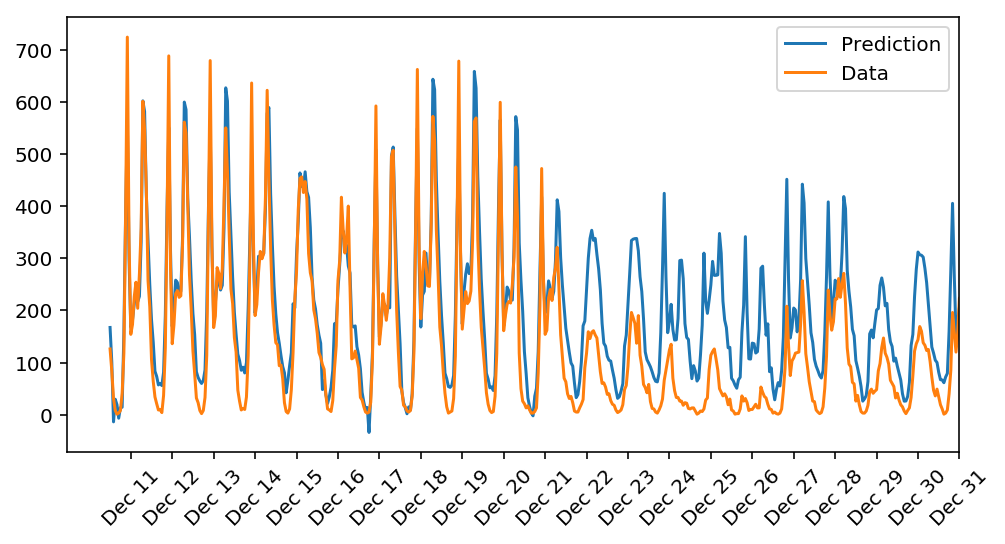 700
600
500
400
300
200
100
0
Prediction
Data
Dec 11
Dec 12
Dec 13
Dec 14
Dec 15
Dec 16
Dec 17
Dec 18
Dec 19
Dec 20
Dec 21
Dec 22
Dec 23
Dec 24
Dec 25
Dec 26
Dec 27
Dec 28
Dec 29
Dec 30
Dec 31